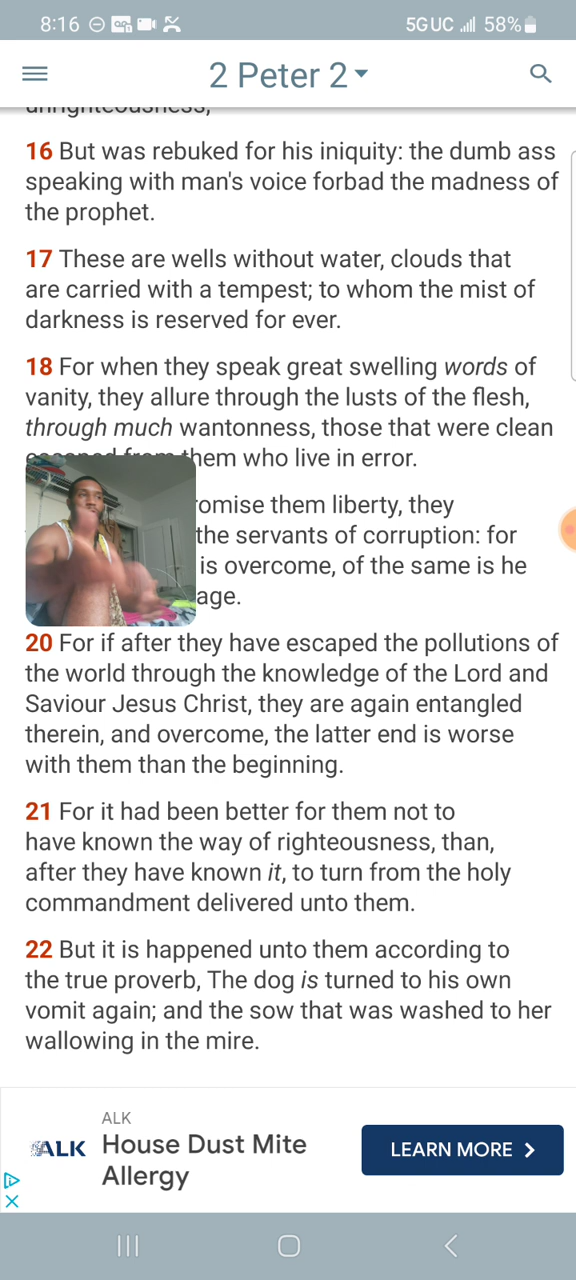 8:16
5G UC 58%
2 Peter 2
unrighteousness,
16 But was rebuked for his iniquity: the dumb ass
speaking with man's voice forbad the madness of
the prophet.
17 These are wells without water, clouds that
are carried with a tempest; to whom the mist of
darkness is reserved for ever.
18 For when they speak great swelling words of
vanity, they allure through the lusts of the flesh,
through much wantonness, those that were clean
escaped from them who live in error.
romise them liberty, they
the servants of corruption: for
is overcome, of the same is he
age.
20 For if after they have escaped the pollutions of
the world through the knowledge of the Lord and
Saviour Jesus Christ, they are again entangled
therein, and overcome, the latter end is worse
with them than the beginning.
21 For it had been better for them not to
have known the way of righteousness, than,
after they have known it, to turn from the holy
commandment delivered unto them.
22 But it is happened unto them according to
the true proverb, The dog is turned to his own
vomit again; and the sow that was washed to her
wallowing in the mire.
ALK
ALK
House Dust Mite
Allergy
LEARN MORE